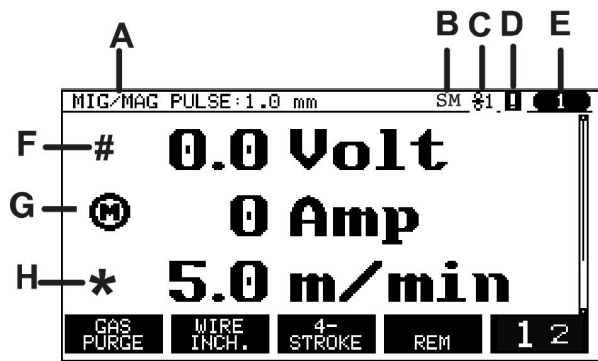 A B C D E
MIG/MAG PULSE:1.0 mm SM 1 1
F # 0.0 Volt
G M 0 Amp
H * 5.0 m/min
GAS PURGE WIRE INCH. 4-STROKE REM 1 2